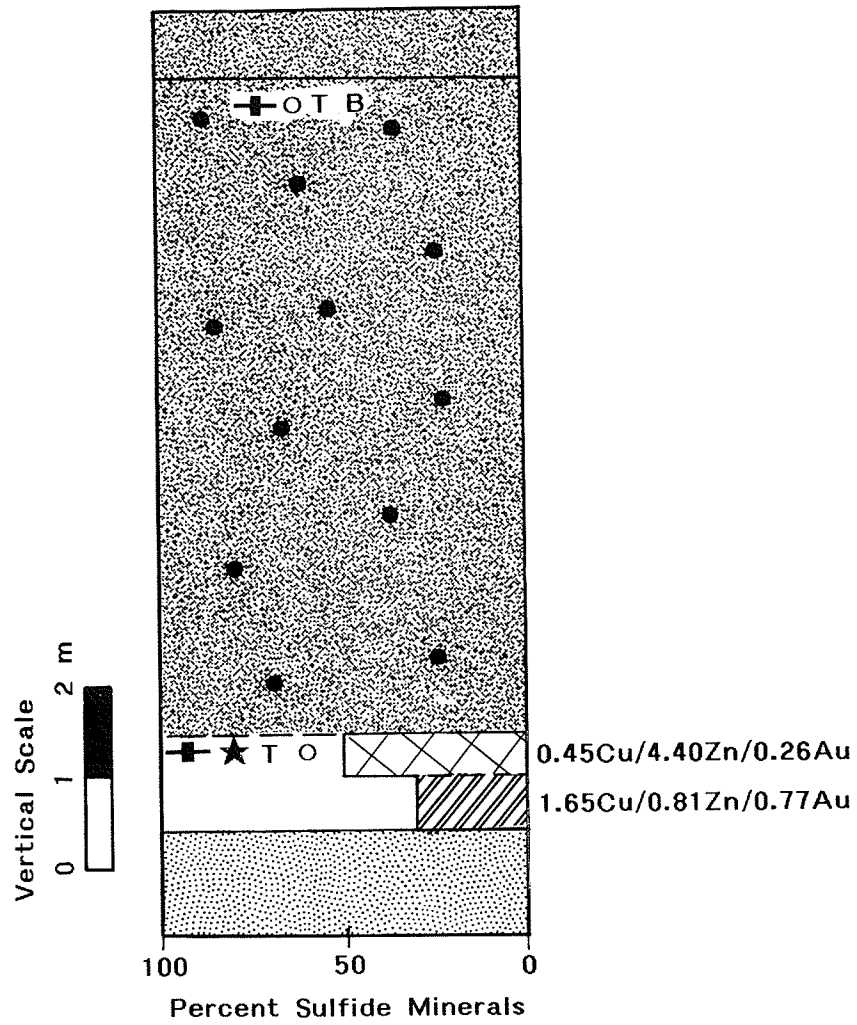 O T B
Vertical Scale
0 1 2 m
T O
0.45Cu/4.40Zn/0.26Au
1.65Cu/0.81Zn/0.77Au
100 50 0
Percent Sulfide Minerals